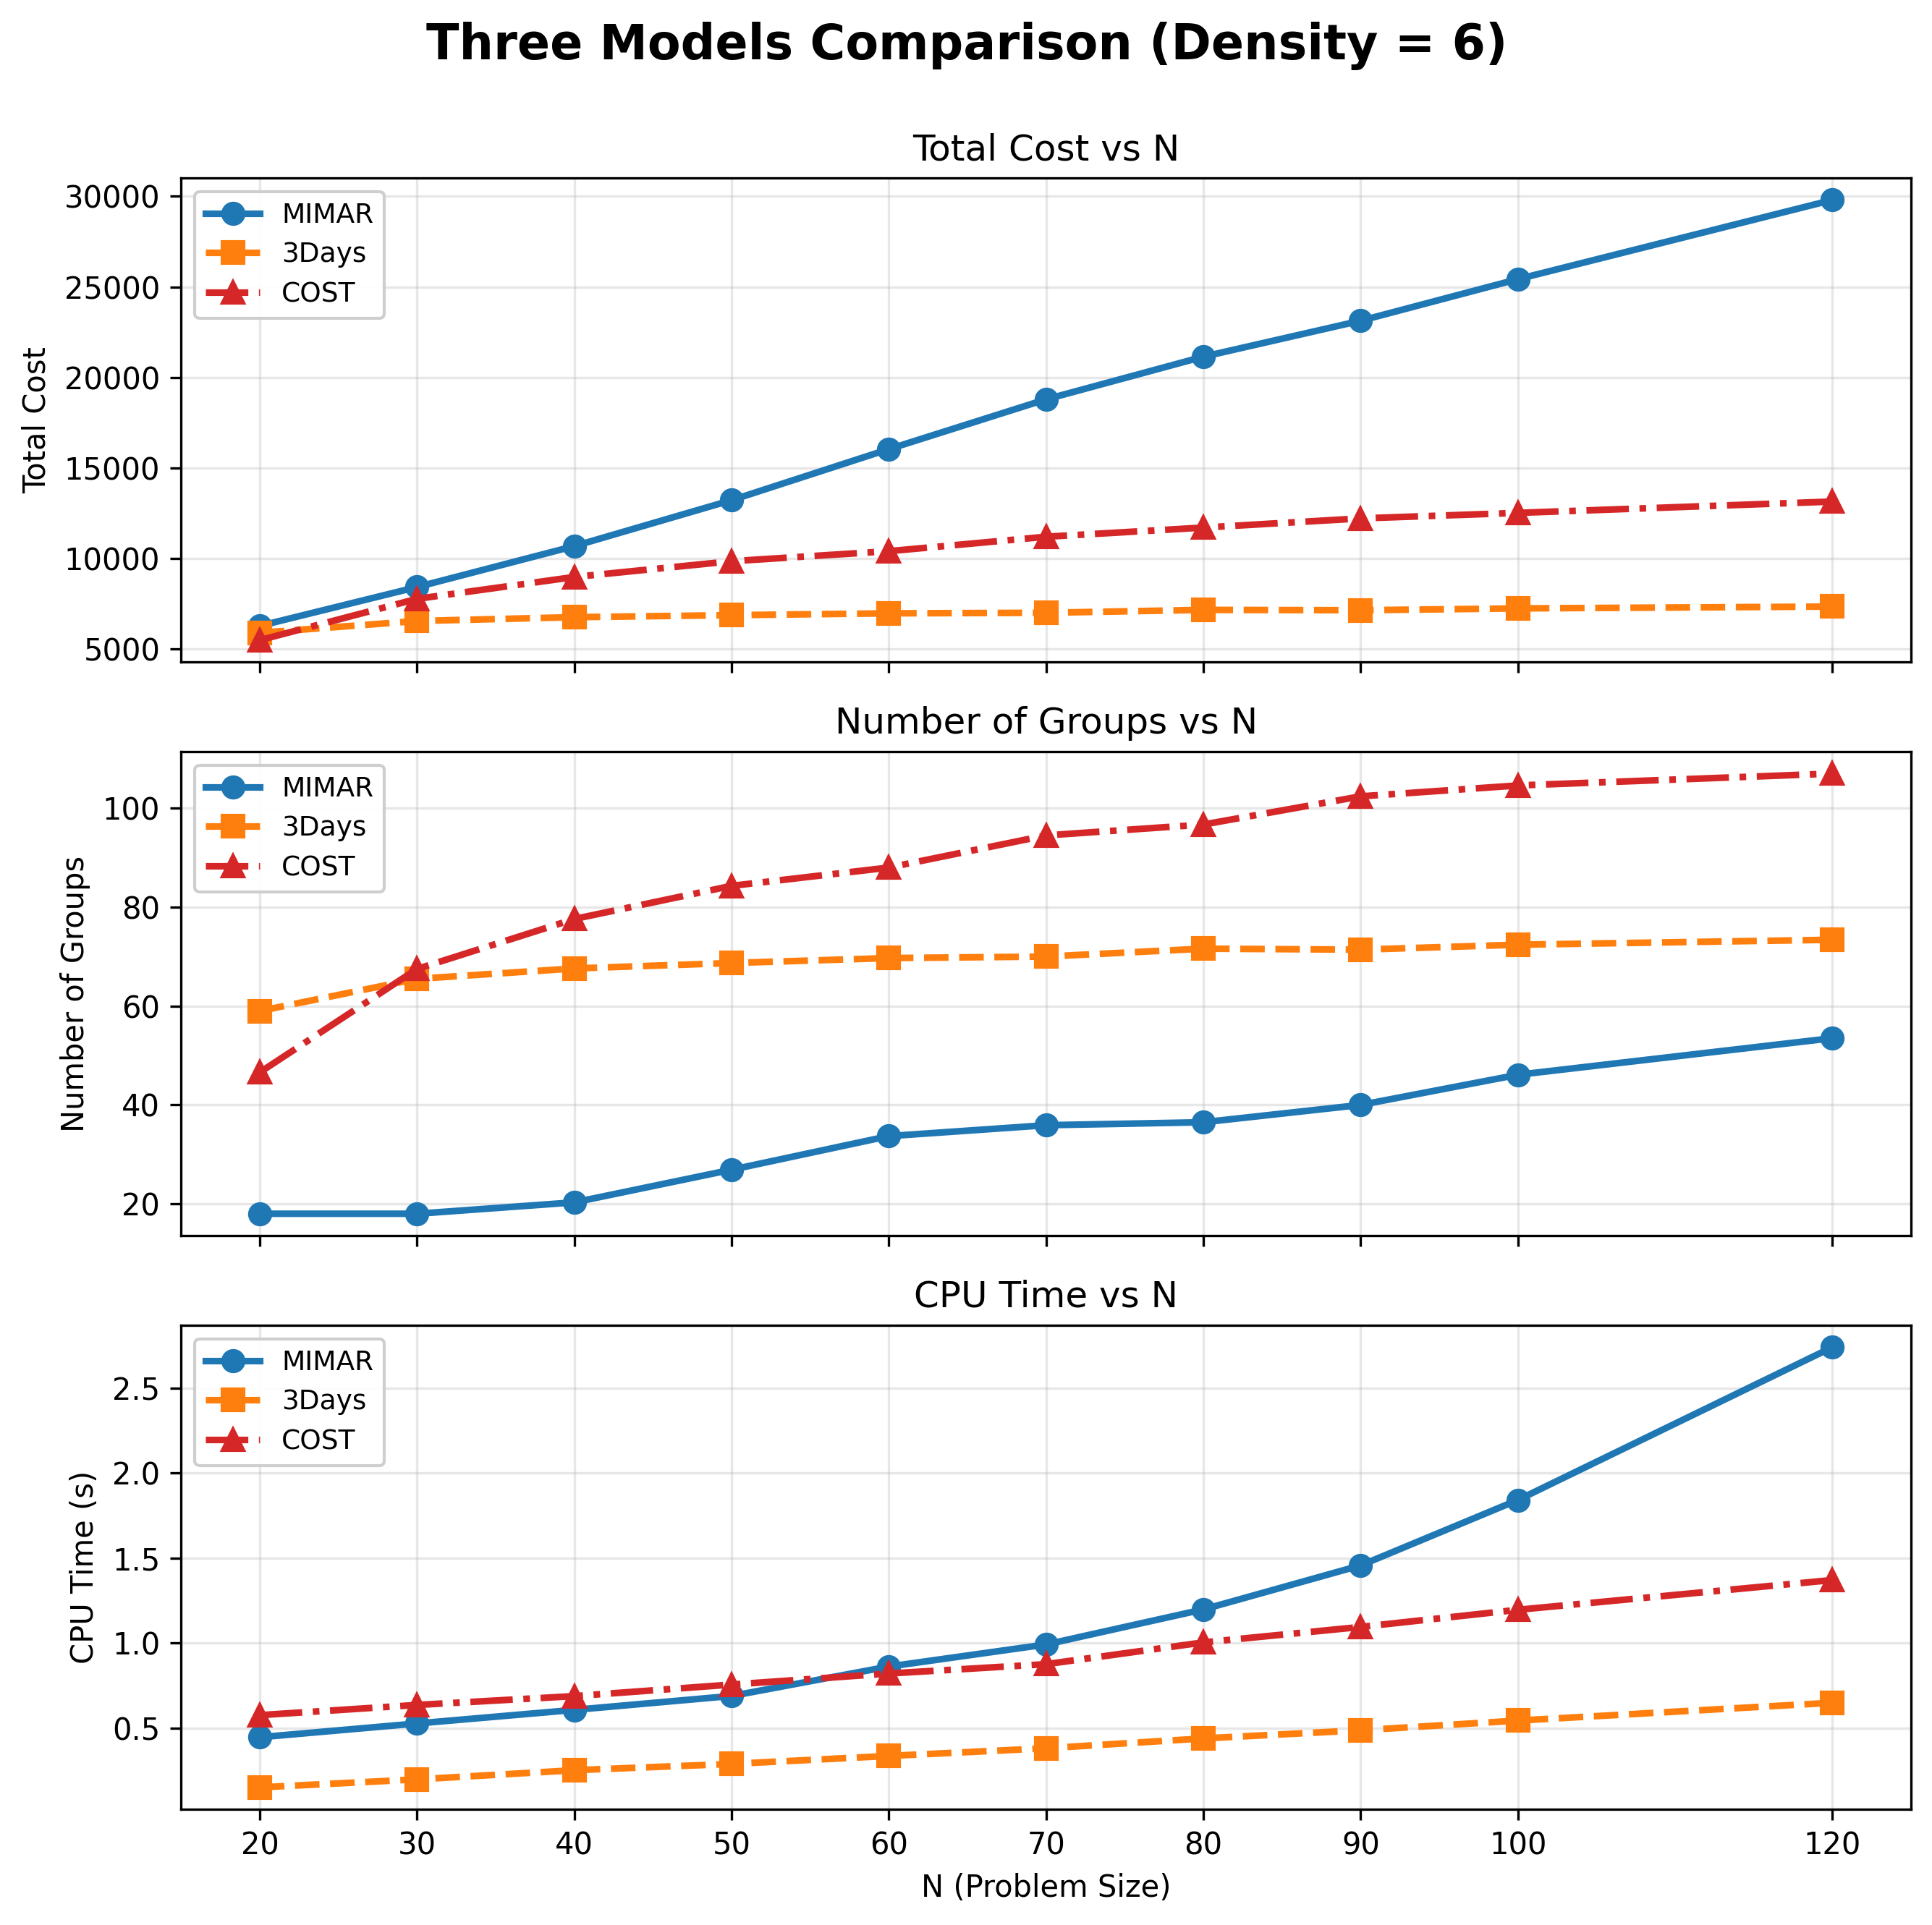 Three Models Comparison (Density = 6)
Total Cost vs N
30000
25000
20000
15000
10000
5000
Total Cost
MIMAR
3Days
COST
Number of Groups vs N
100
80
60
40
20
Number of Groups
MIMAR
3Days
COST
CPU Time vs N
2.5
2.0
1.5
1.0
0.5
CPU Time (s)
MIMAR
3Days
COST
20 30 40 50 60 70 80 90 100 120
N (Problem Size)